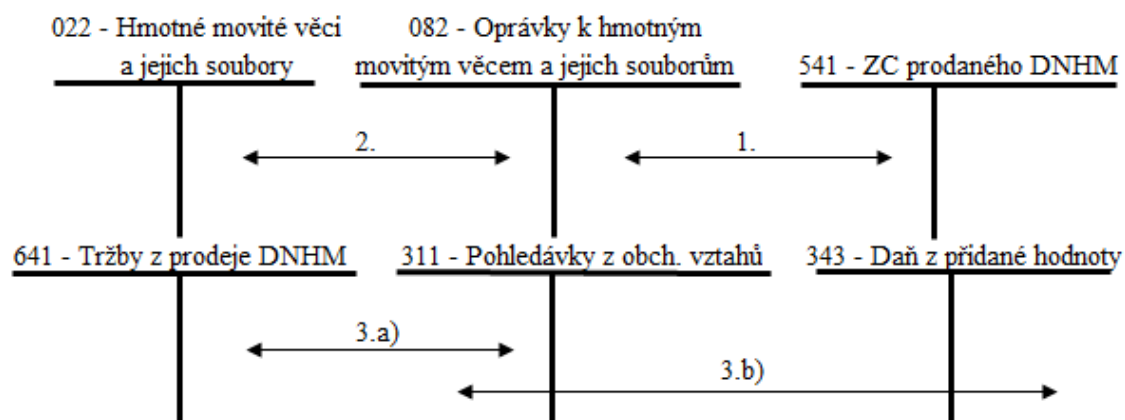 022 - Hmotné movité věci
a jejich soubory
082 - Oprávky k hmotným
movitým věcem a jejich souborům
541 - ZC prodaného DNHM
2.
1.
641 - Tržby z prodeje DNHM
311 - Pohledávky z obch. vztahů
343 - Daň z přidané hodnoty
3.a)
3.b)